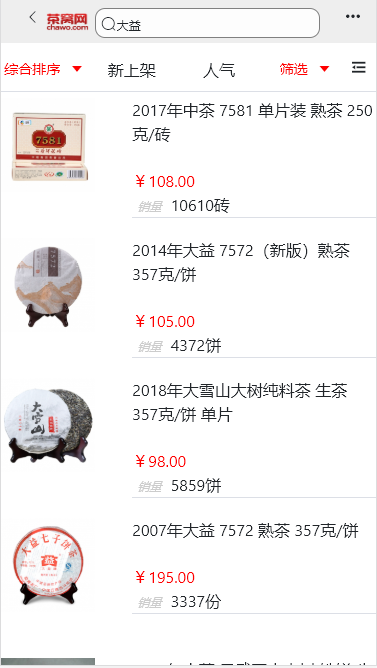 茶窝网
chawo.com
大益
综合排序
新上架
人气
筛选
2017年中茶 7581 单片装 熟茶 250
克/砖
7581
￥108.00
销量 10610砖
2014年大益 7572（新版）熟茶
357克/饼
￥105.00
销量 4372饼
2018年大雪山大树纯料茶 生茶
357克/饼 单片
大雪山
￥98.00
销量 5859饼
2007年大益 7572 熟茶 357克/饼
大益七子饼茶
￥195.00
销量 3337份